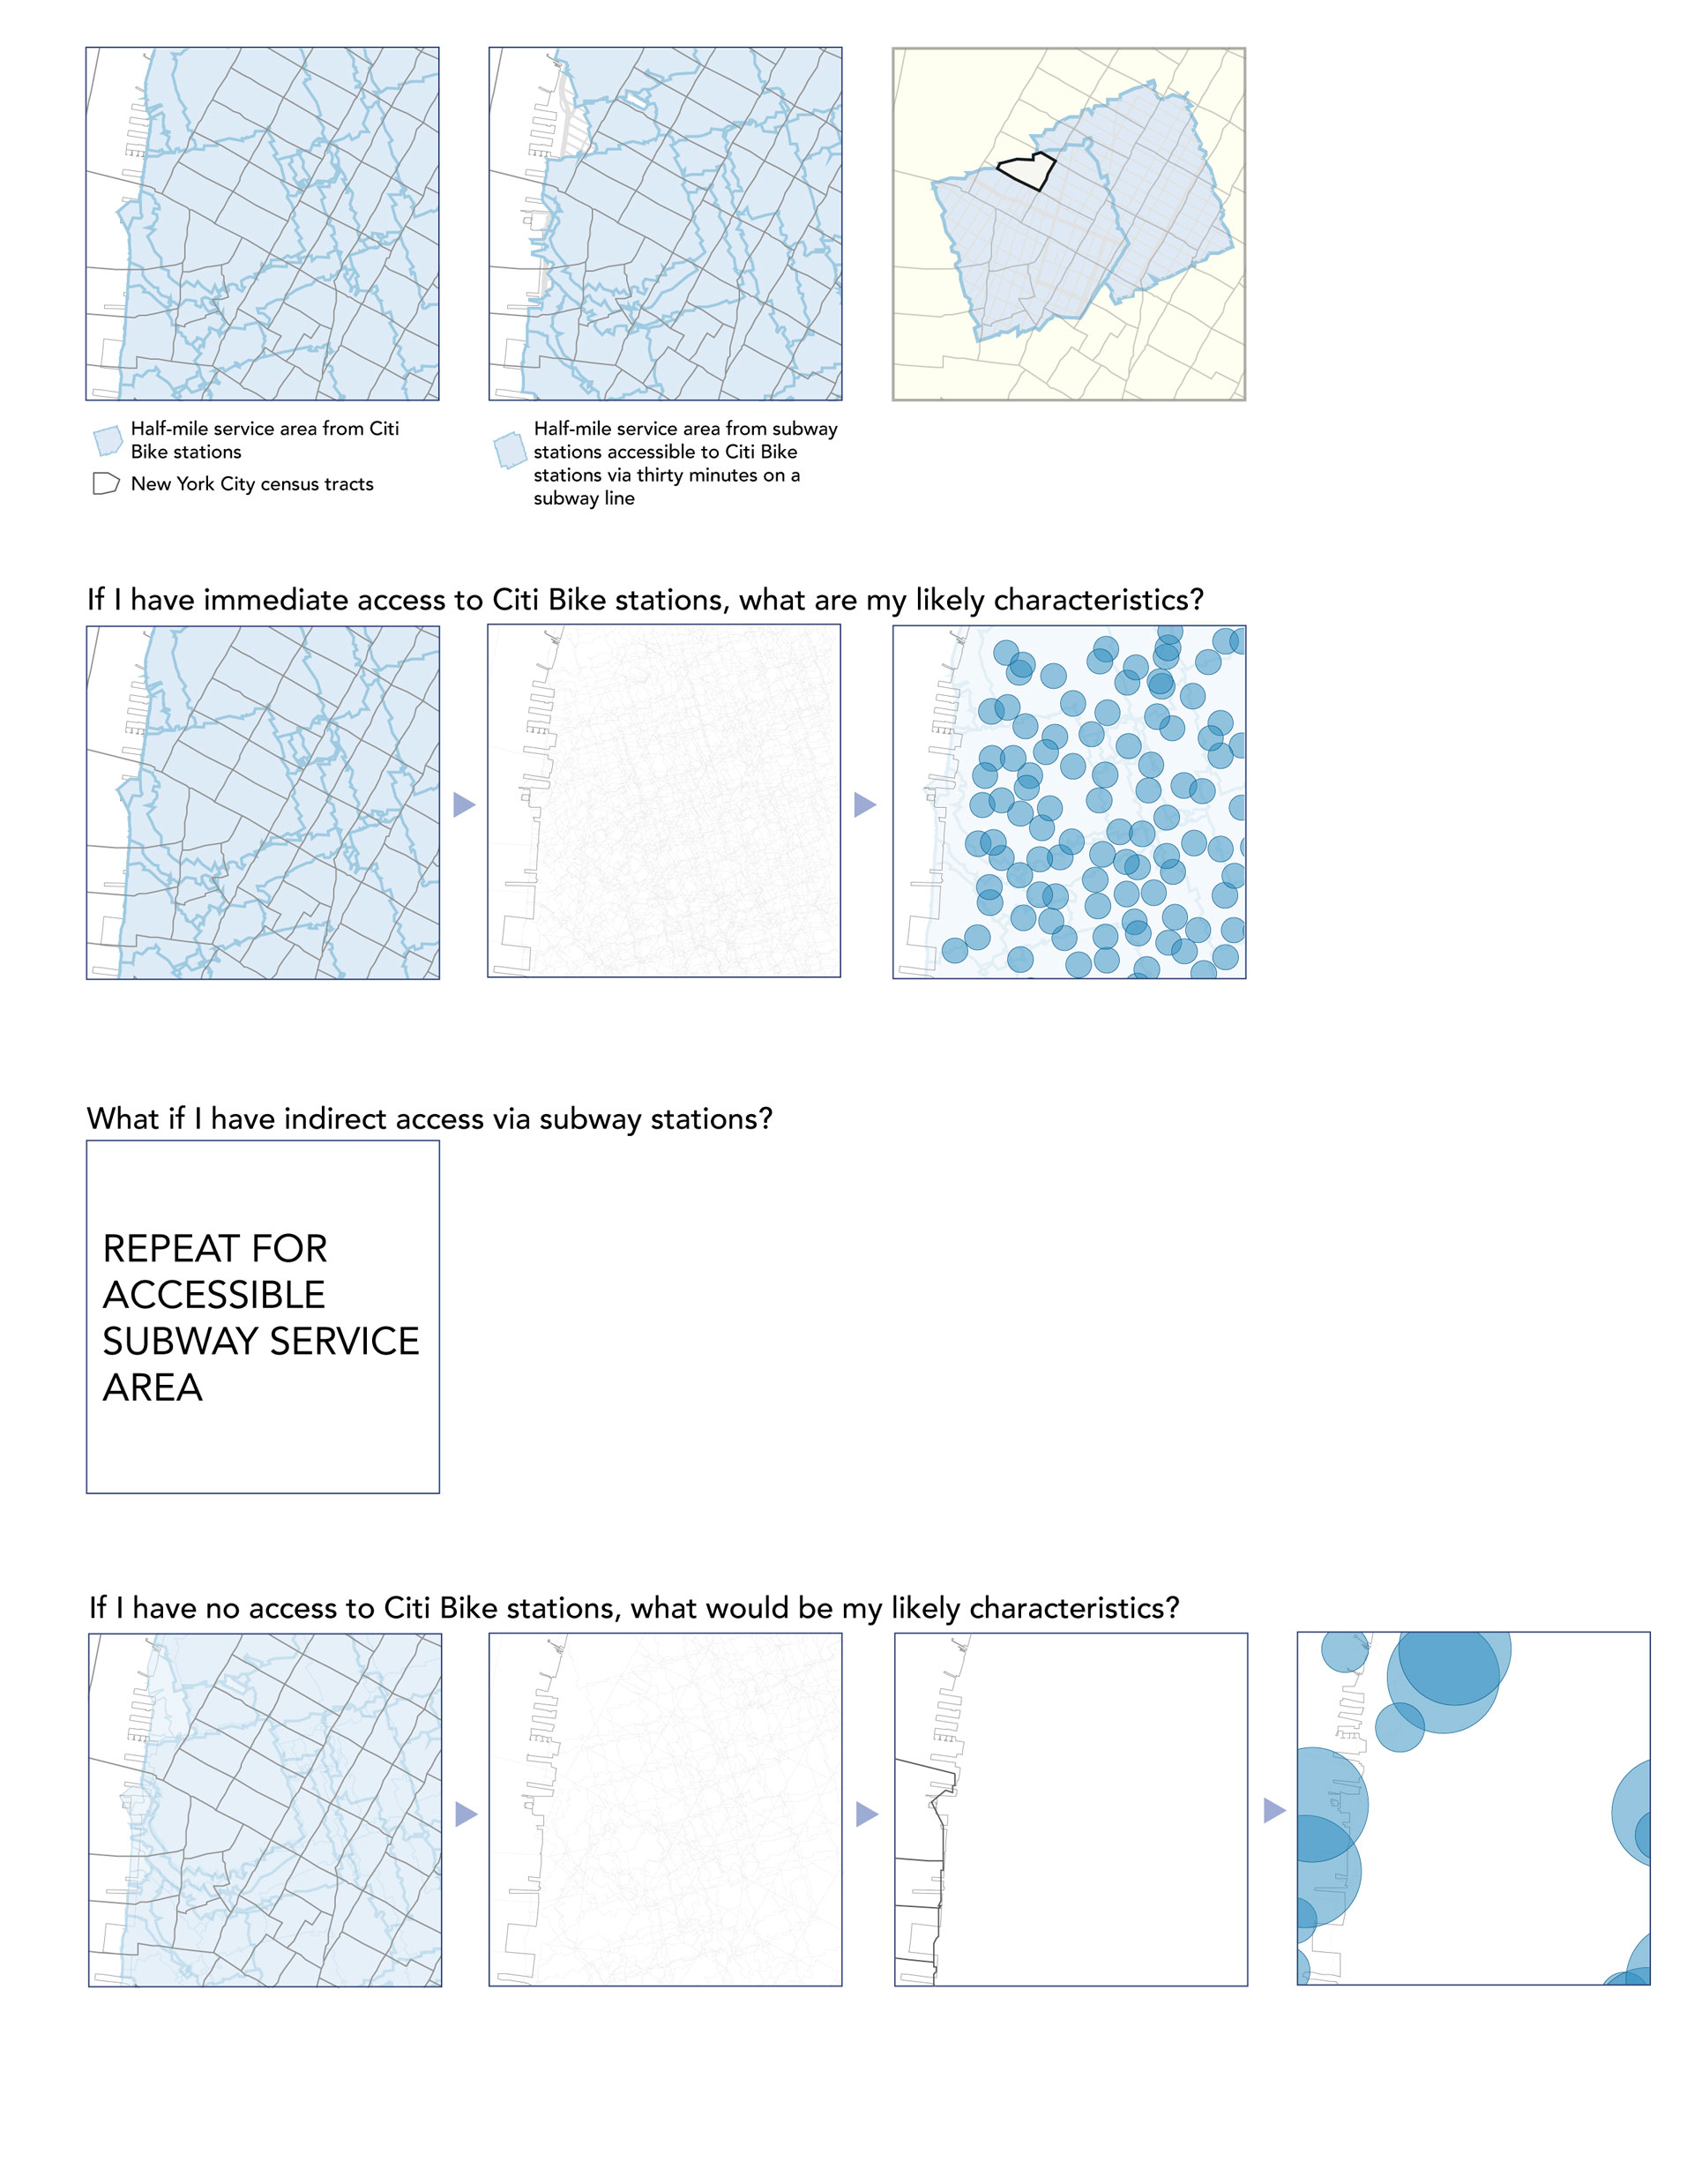 Half-mile service area from Citi
Bike stations
New York City census tracts
Half-mile service area from subway
stations accessible to Citi Bike
stations via thirty minutes on a
subway line
If I have immediate access to Citi Bike stations, what are my likely characteristics?
What if I have indirect access via subway stations?
REPEAT FOR
ACCESSIBLE
SUBWAY SERVICE
AREA
If I have no access to Citi Bike stations, what would be my likely characteristics?